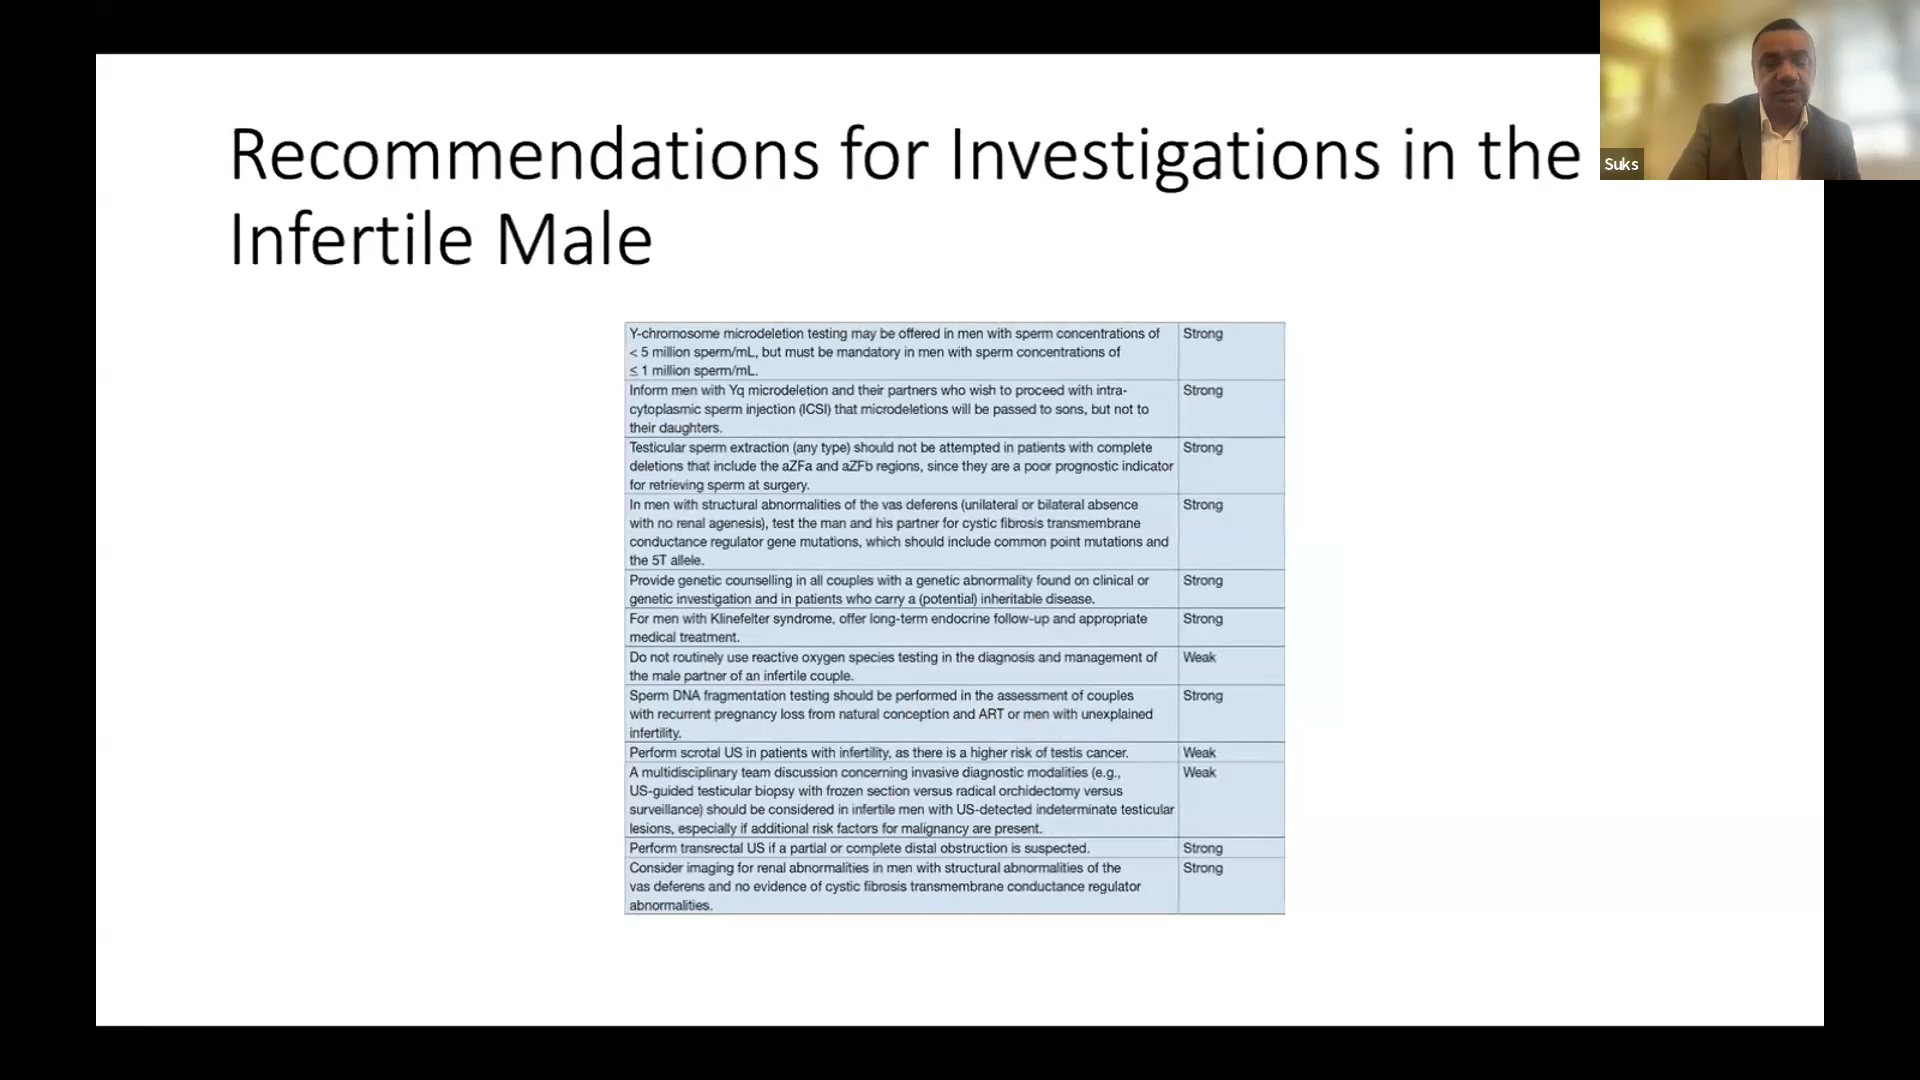 Recommendations for Investigations in the
Infertile Male
Suks
Y-chromosome microdeletion testing may be offered in men with sperm concentrations of
< 5 million sperm/mL, but must be mandatory in men with sperm concentrations of
≤ 1 million sperm/mL.
Strong
Inform men with Yq microdeletion and their partners who wish to proceed with intra-
cytoplasmic sperm injection (ICSI) that microdeletions will be passed to sons, but not to
their daughters.
Strong
Testicular sperm extraction (any type) should not be attempted in patients with complete
deletions that include the aZFa and aZFb regions, since they are a poor prognostic indicator
for retrieving sperm at surgery.
Strong
In men with structural abnormalities of the vas deferens (unilateral or bilateral absence
with no renal agenesis), test the man and his partner for cystic fibrosis transmembrane
conductance regulator gene mutations, which should include common point mutations and
the 5T allele.
Strong
Provide genetic counselling in all couples with a genetic abnormality found on clinical or
genetic investigation and in patients who carry a (potential) inheritable disease.
Strong
For men with Klinefelter syndrome, offer long-term endocrine follow-up and appropriate
medical treatment.
Strong
Do not routinely use reactive oxygen species testing in the diagnosis and management of
the male partner of an infertile couple.
Weak
Sperm DNA fragmentation testing should be performed in the assessment of couples
with recurrent pregnancy loss from natural conception and ART or men with unexplained
infertility.
Strong
Perform scrotal US in patients with infertility, as there is a higher risk of testis cancer.
Weak
A multidisciplinary team discussion concerning invasive diagnostic modalities (e.g.,
US-guided testicular biopsy with frozen section versus radical orchidectomy versus
surveillance) should be considered in infertile men with US-detected indeterminate testicular
lesions, especially if additional risk factors for malignancy are present.
Weak
Perform transrectal US if a partial or complete distal obstruction is suspected.
Strong
Consider imaging for renal abnormalities in men with structural abnormalities of the
vas deferens and no evidence of cystic fibrosis transmembrane conductance regulator
abnormalities.
Strong